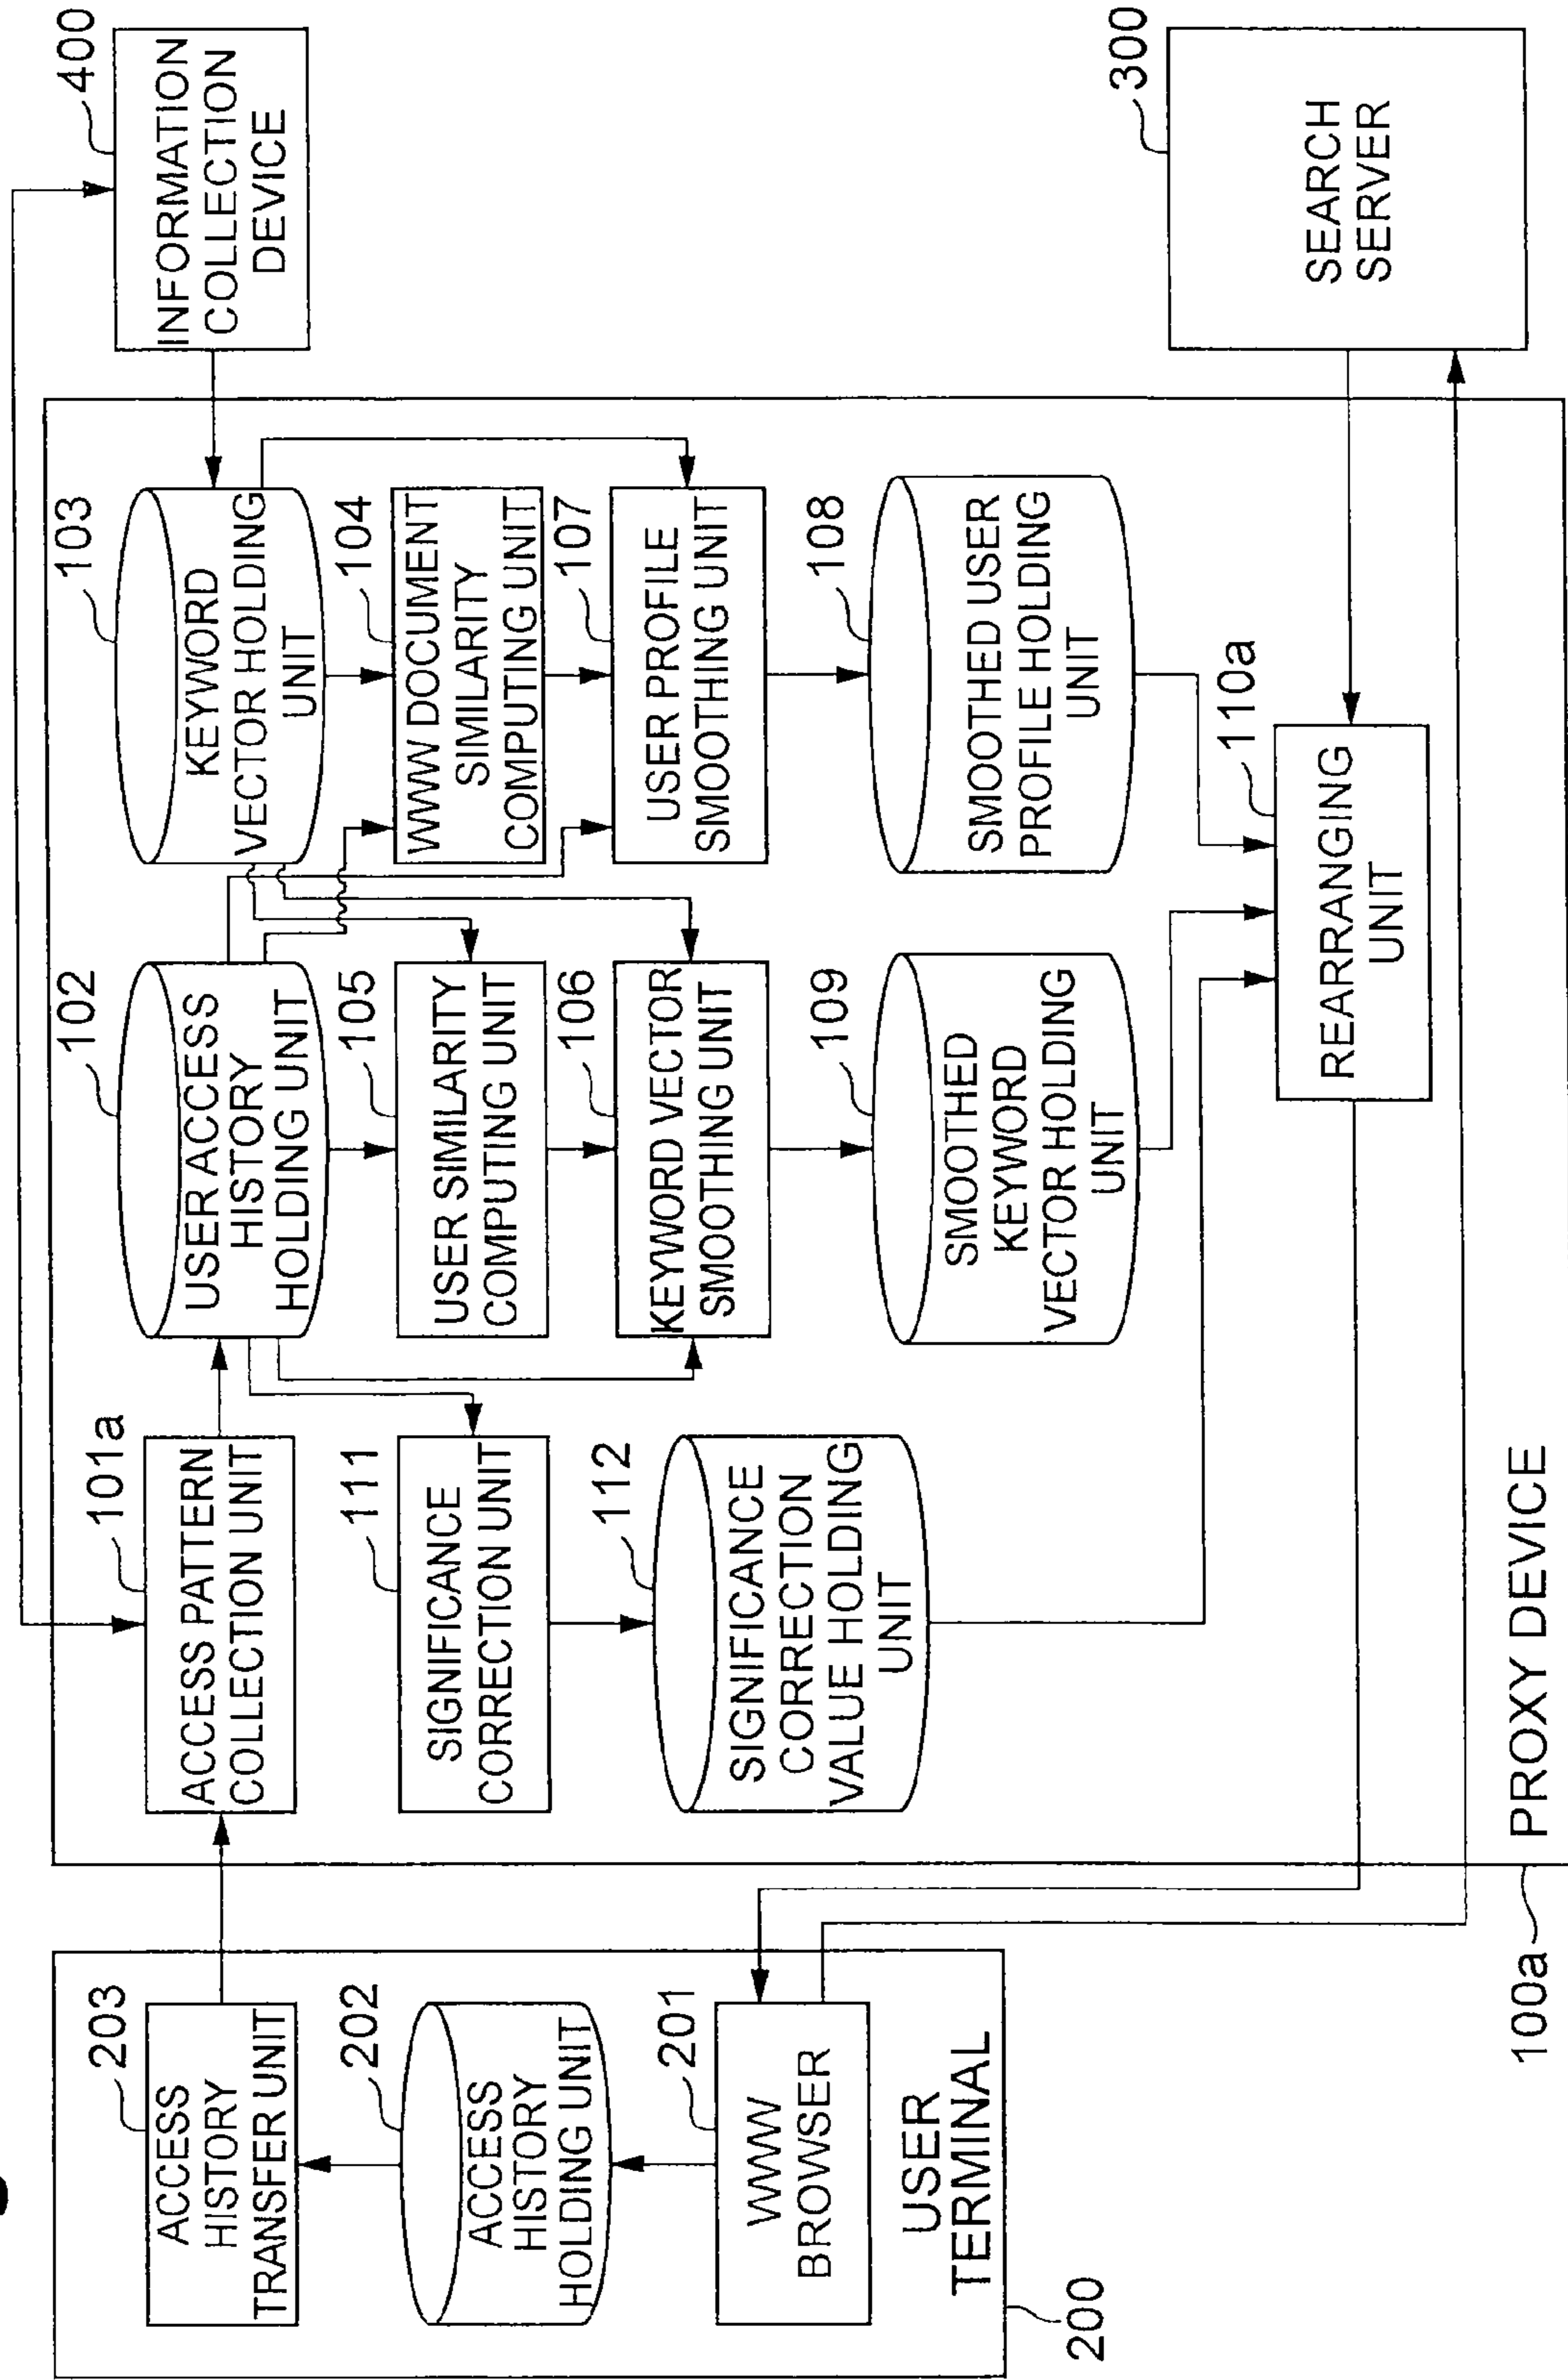 200
USER
TERMINAL
203
ACCESS
HISTORY
TRANSFER UNIT
202
ACCESS
HISTORY
HOLDING UNIT
201
WWW
BROWSER
100a
PROXY DEVICE
101a
ACCESS PATTERN
COLLECTION UNIT
111
SIGNIFICANCE
CORRECTION UNIT
112
SIGNIFICANCE
CORRECTION
VALUE HOLDING
UNIT
102
USER ACCESS
HISTORY
HOLDING UNIT
105
USER SIMILARITY
COMPUTING UNIT
106
KEYWORD VECTOR
SMOOTHING UNIT
109
SMOOTHED
KEYWORD
VECTOR HOLDING
UNIT
103
KEYWORD
VECTOR HOLDING
UNIT
104
WWW DOCUMENT
SIMILARITY
COMPUTING UNIT
107
USER PROFILE
SMOOTHING UNIT
108
SMOOTHED USER
PROFILE HOLDING
UNIT
110a
REARRANGING
UNIT
400
INFORMATION
COLLECTION
DEVICE
300
SEARCH
SERVER